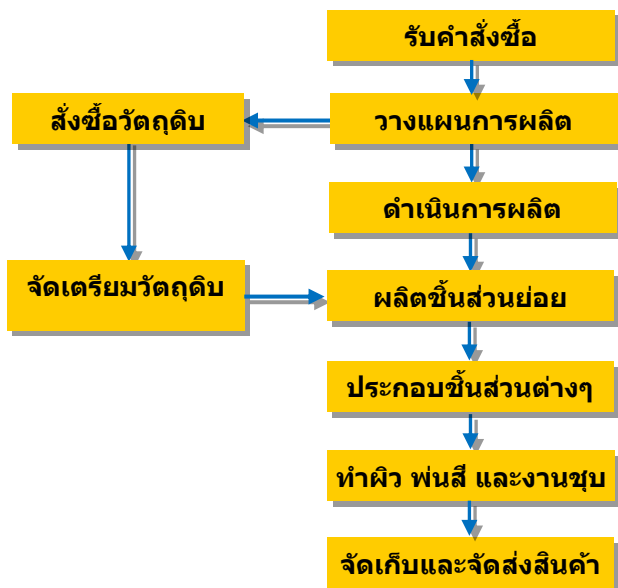 รับคำสั่งซื้อ
สั่งซื้อวัตถุดิบ
วางแผนการผลิต
ดำเนินการผลิต
จัดเตรียมวัตถุดิบ
ผลิตชิ้นส่วนย่อย
ประกอบชิ้นส่วนต่างๆ
ทำผิว พ่นสี และงานชุบ
จัดเก็บและจัดส่งสินค้า